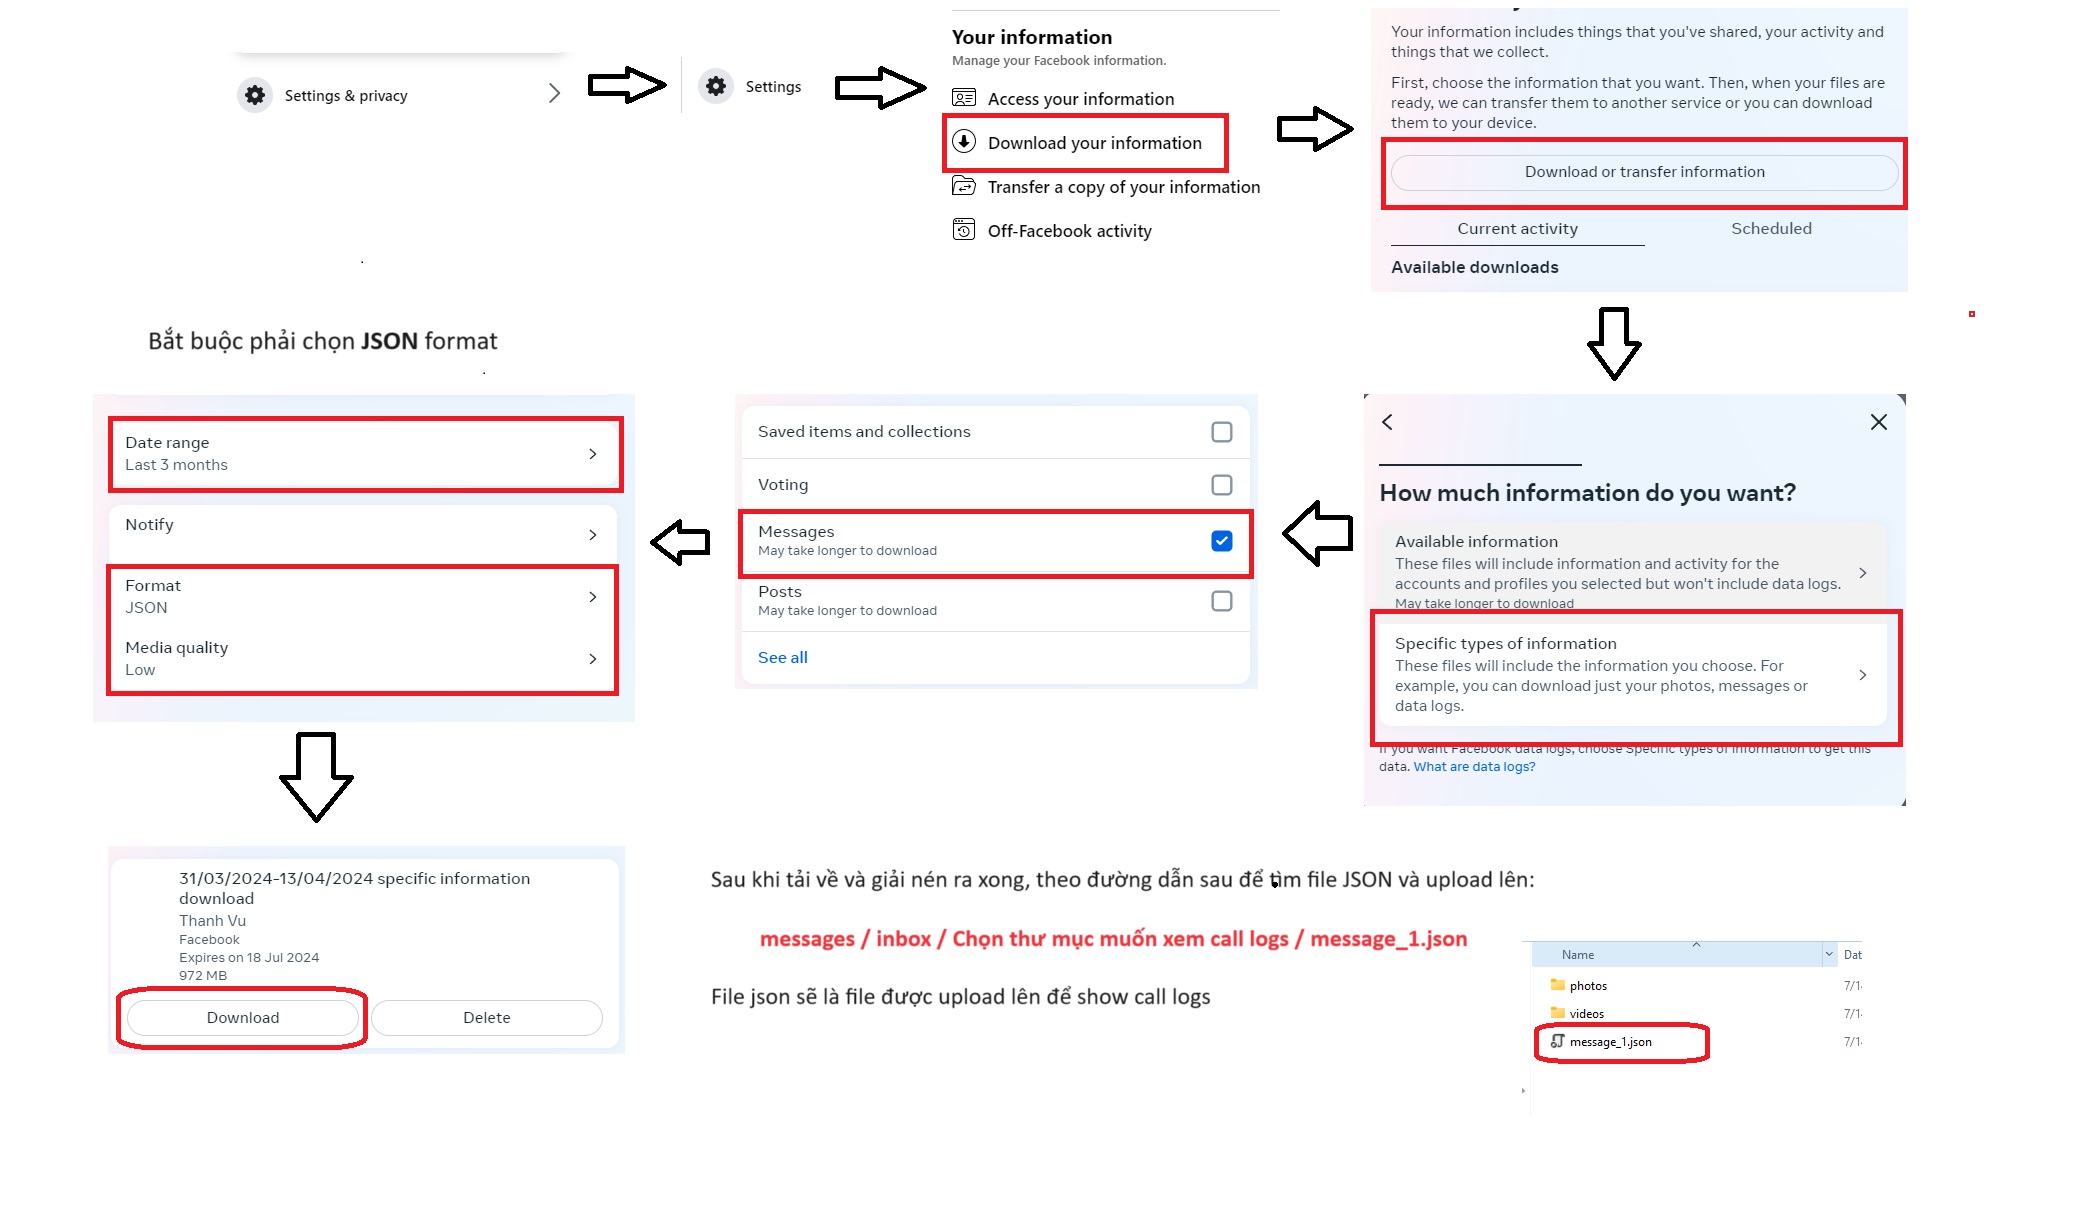 Settings & privacy
Settings
Your information
Manage your Facebook information.
Access your information
Download your information
Transfer a copy of your information
Off-Facebook activity
Your information includes things that you've shared, your activity and
things that we collect.
First, choose the information that you want. Then, when your files are
ready, we can transfer them to another service or you can download
them to your device.
Download or transfer information
Current activity
Scheduled
Available downloads
Bắt buộc phải chọn JSON format
How much information do you want?
Available information
These files will include information and activity for the
accounts and profiles you selected but won't include data logs.
May take longer to download
Specific types of information
These files will include the information you choose. For
example, you can download just your photos, messages or
data logs.
If you want Facebook data logs, choose Specific types of information to get this
data. What are data logs?
Saved items and collections
Voting
Messages
May take longer to download
Posts
May take longer to download
See all
Date range
Last 3 months
Notify
Format
JSON
Media quality
Low
31/03/2024-13/04/2024 specific information
download
Thanh Vu
Facebook
Expires on 18 Jul 2024
972 MB
Download
Delete
Sau khi tải về và giải nén ra xong, theo đường dẫn sau để tìm file JSON và upload lên:
messages / inbox / Chọn thư mục muốn xem call logs / message_1.json
File json sẽ là file được upload lên để show call logs
Name
Dat
photos
7/1
videos
7/1
message_1.json
7/1